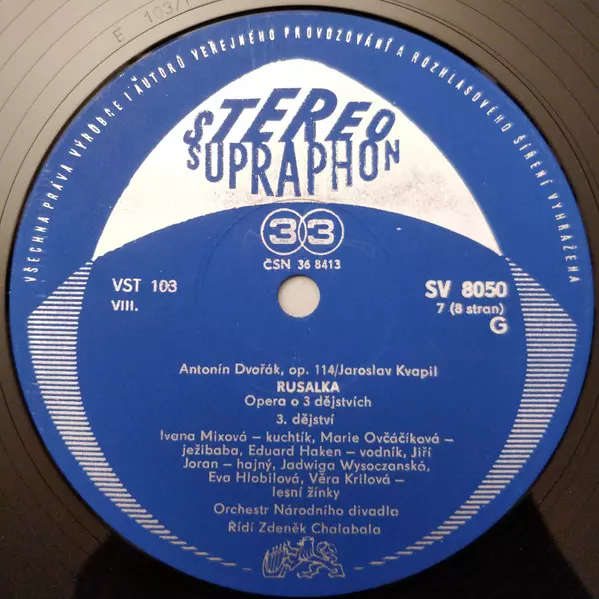 E 103/
VŠECHNA PRÁVA VÝROBCE I AUTORŮ VEŘEJNÉHO PROVOZOVÁNÍ A ROZHLASOVÉHO ŠÍŘENÍ VYHRAŽENA
STEREO
SUPRAPHON
33
ČSN 36 8413
VST 103
VIII.
SV 8050
7 (8 stran)
G
Antonín Dvořák, op. 114/Jaroslav Kvapil
RUSALKA
Opera o 3 dějstvích
3. dějství
Ivana Mixová – kuchtík, Marie Ovčáčíková –
ježibaba, Eduard Haken – vodník, Jiří
Joran – hajný, Jadwiga Wysoczanská,
Eva Hlobilová, Věra Krilová –
lesní žínky
Orchestr Národního divadla
Řídí Zdeněk Chalabala